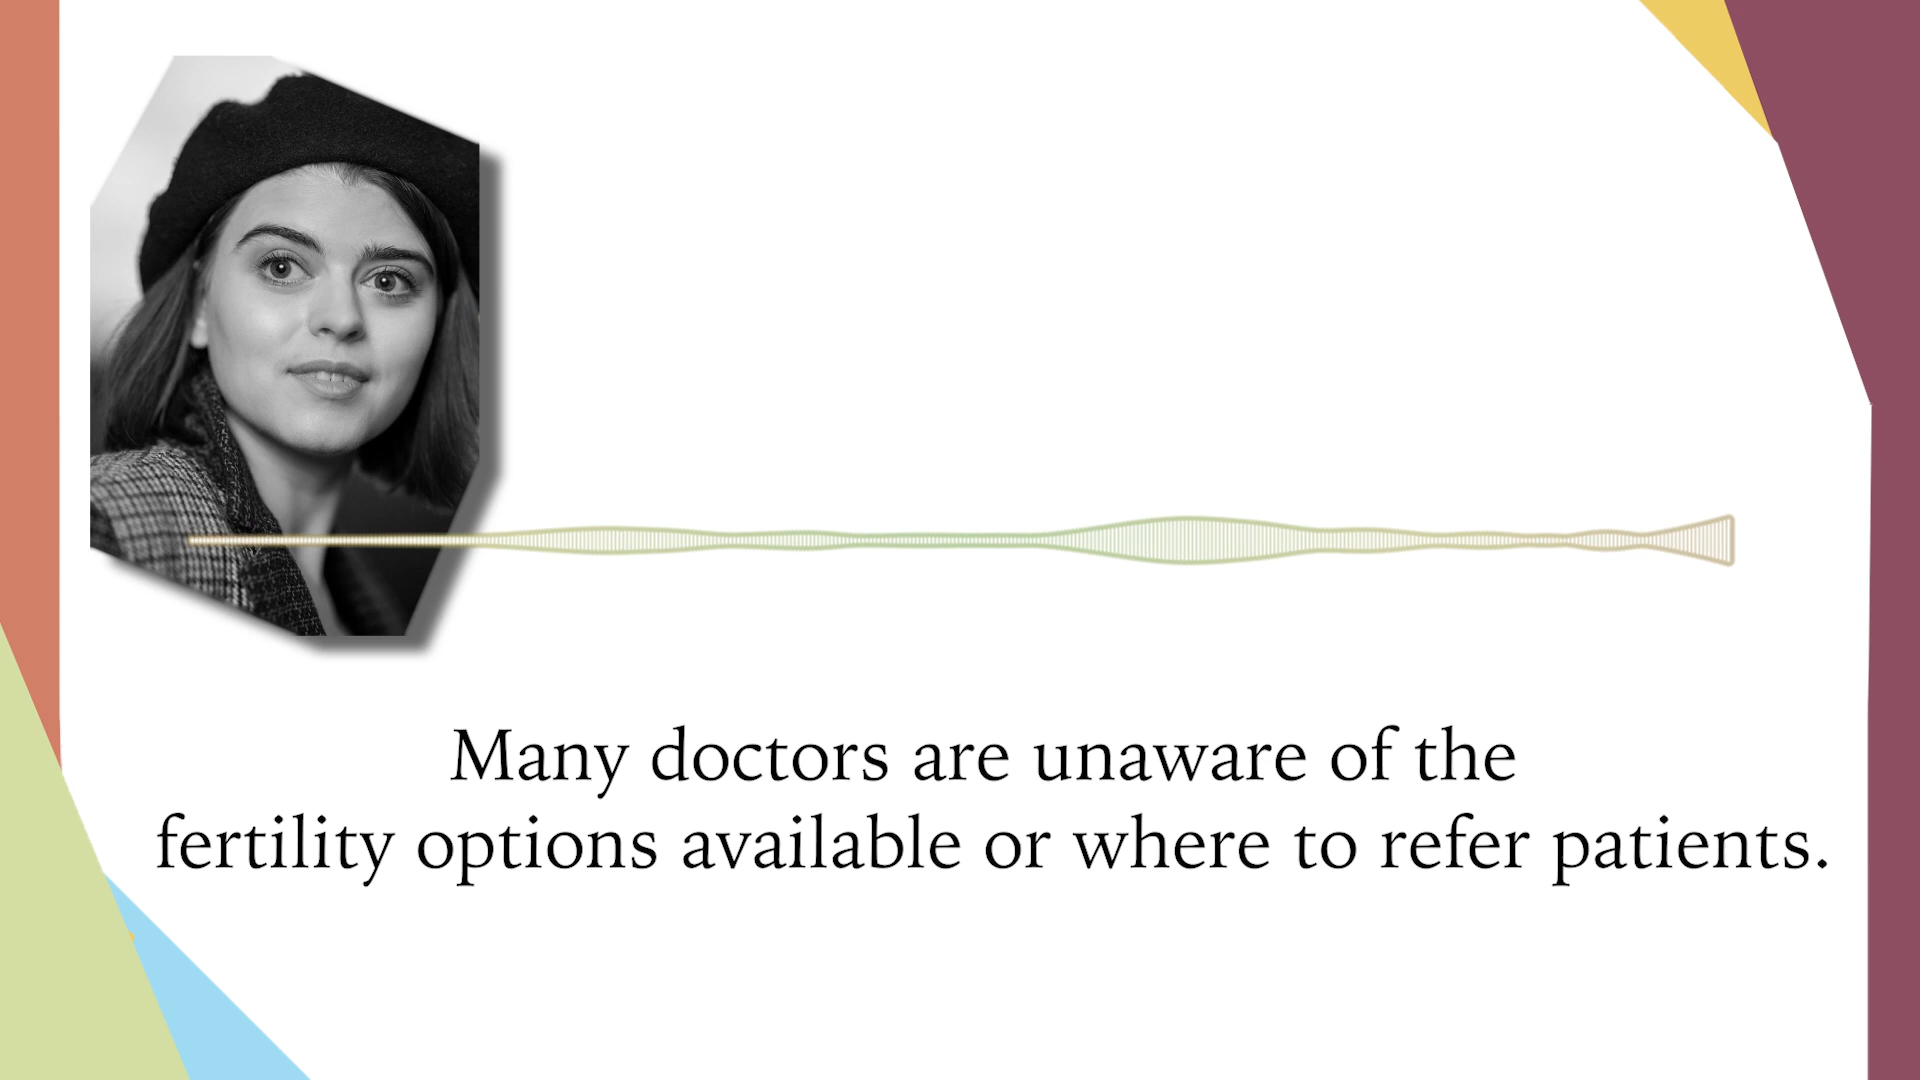 Many doctors are unaware of the
fertility options available or where to refer patients.